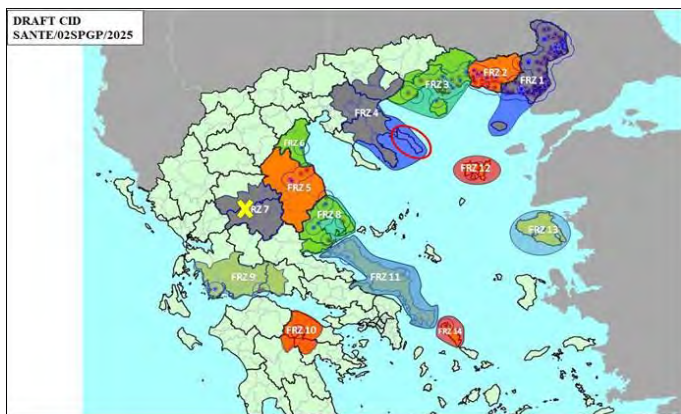 DRAFT CID
SANTE/02SPGP/2025
FRZ 1
FRZ 2
FRZ 3
FRZ 4
FRZ 6
FRZ 12
FRZ 5
FRZ 7
FRZ 8
FRZ 13
FRZ 9
FRZ 11
FRZ 10
FRZ 14